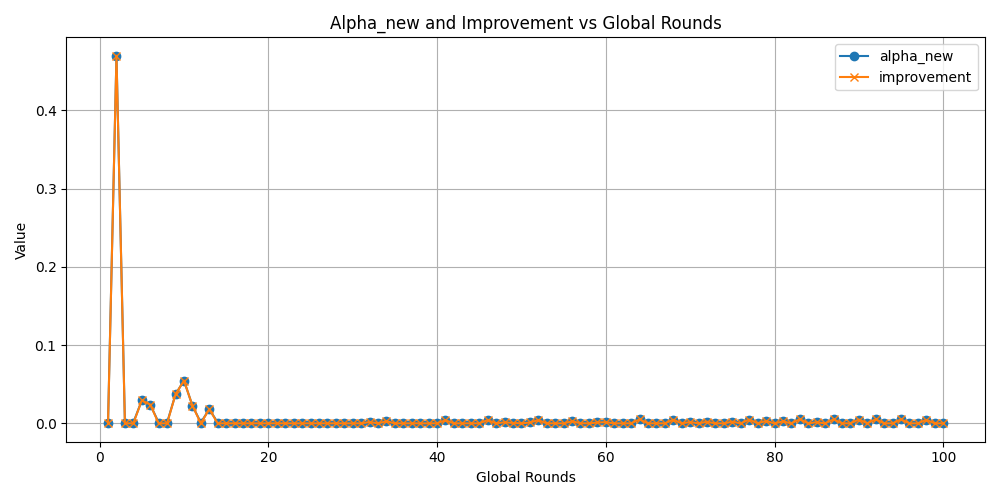 Alpha_new and Improvement vs Global Rounds
alpha_new
improvement
Value
0.4
0.3
0.2
0.1
0.0
0 20 40 60 80 100
Global Rounds